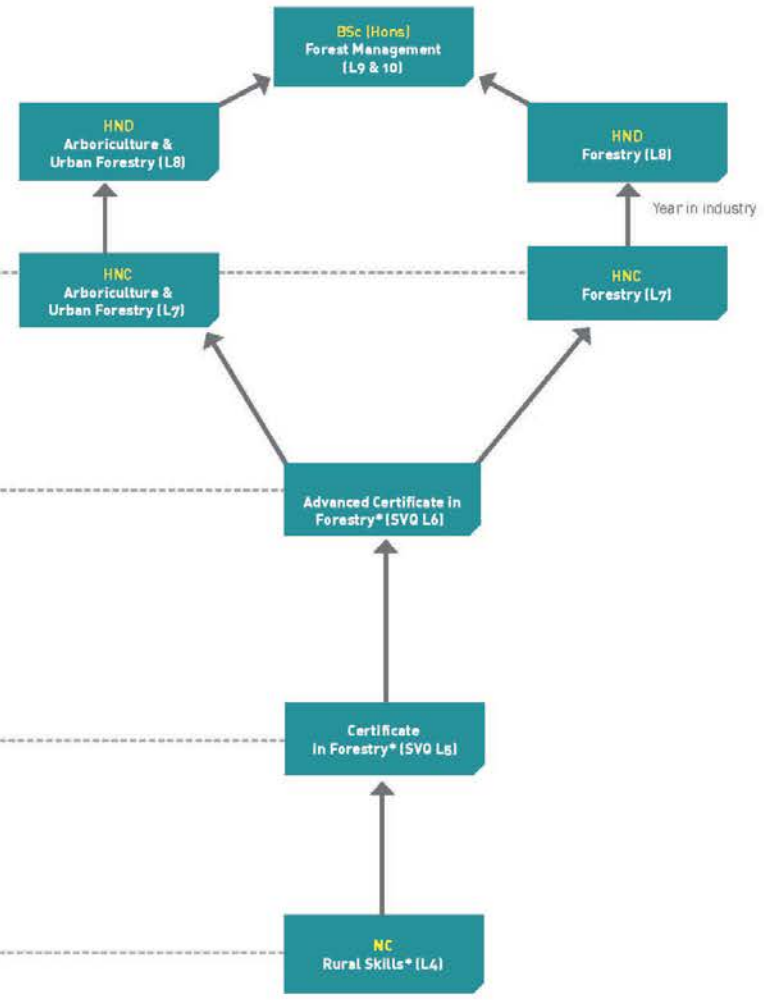 BSc (Hons)
Forest Management
(L9 & 10)
HND
Arboriculture &
Urban Forestry (L8)
HND
Forestry (L8)
Year in industry
HNC
Arboriculture &
Urban Forestry (L7)
HNC
Forestry (L7)
Advanced Certificate in
Forestry* (SVQ L6)
Certificate
in Forestry* (SVQ L5)
NC
Rural Skills* (L4)